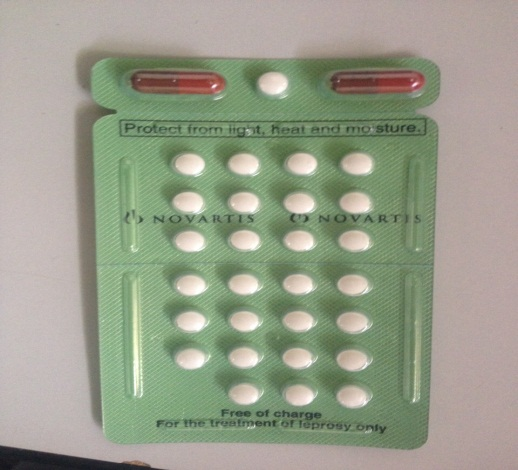 Protect from light, heat and moisture.
NOVARTIS NOVARTIS
Free of charge
For the treatment of leprosy only